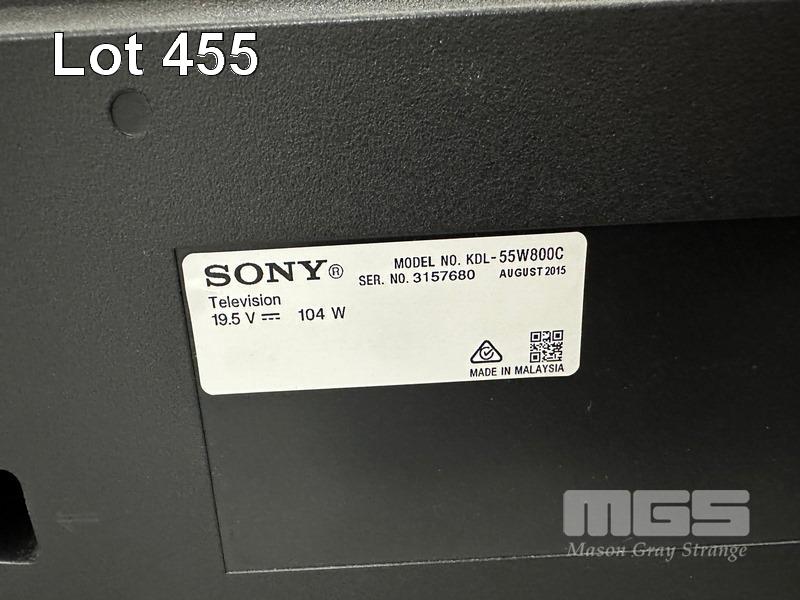 Lot 455
SONY®
MODEL NO. KDL-55W800C
SER. NO. 3157680 AUGUST 2015
Television
19.5 V ⎓ 104 W
MADE IN MALAYSIA
MGS
Mason Gray Strange